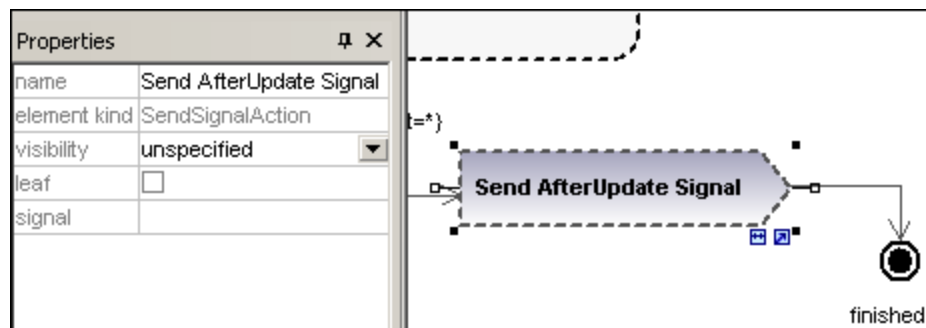 Properties
name Send AfterUpdate Signal
element kind SendSignalAction
visibility unspecified
leaf
signal
t=*}
Send AfterUpdate Signal
finished